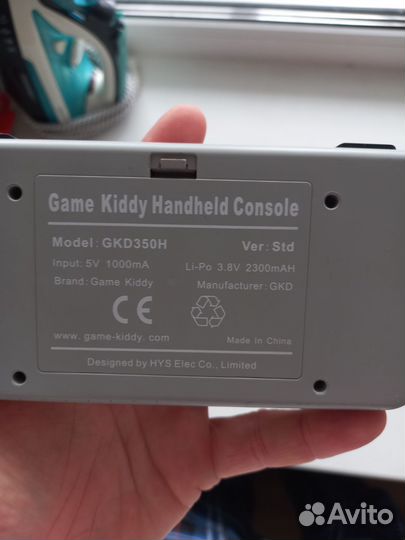 Game Kiddy Handheld Console
Model: GKD350H Ver: Std
Input: 5V 1000mA Li-Po 3.8V 2300mAH
Brand: Game Kiddy Manufacturer: GKD
CE
www.game-kiddy.com Made in China
Designed by HYS Elec Co., Limited
Avito